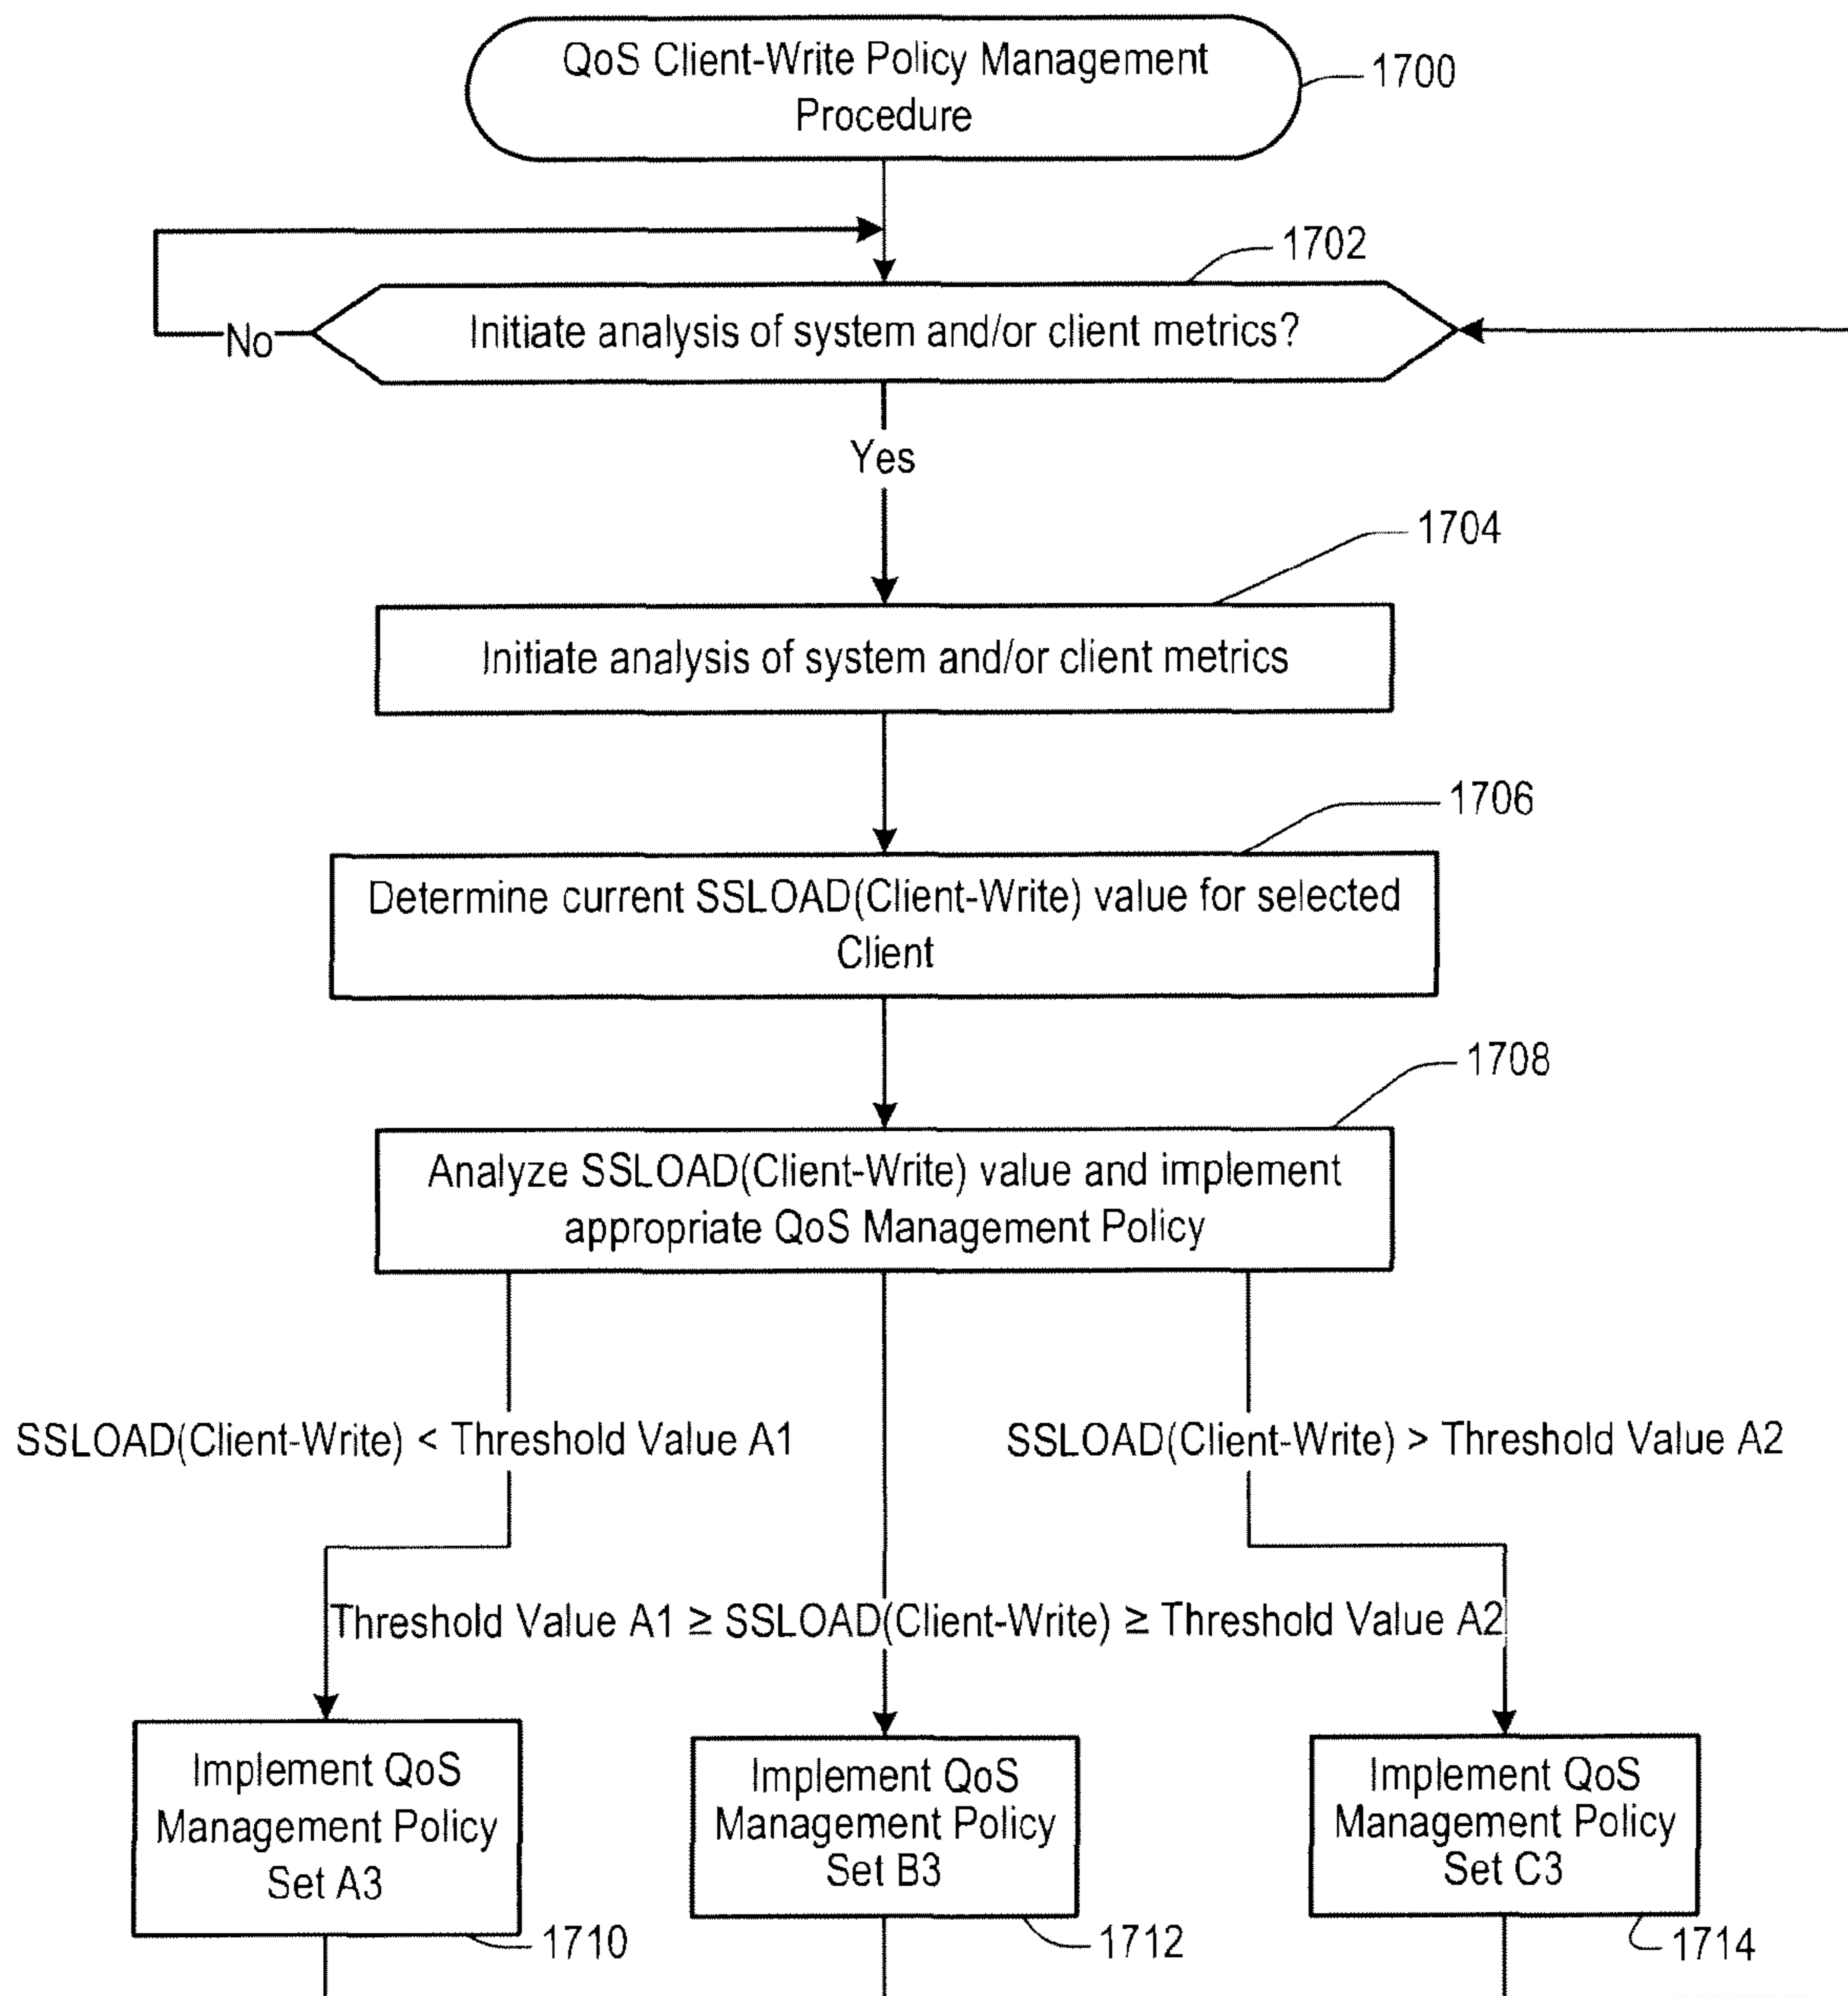 QoS Client-Write Policy Management
Procedure
1700
1702
Initiate analysis of system and/or client metrics?
No
Yes
1704
Initiate analysis of system and/or client metrics
1706
Determine current SSLOAD(Client-Write) value for selected
Client
1708
Analyze SSLOAD(Client-Write) value and implement
appropriate QoS Management Policy
SSLOAD(Client-Write) < Threshold Value A1
SSLOAD(Client-Write) > Threshold Value A2
Threshold Value A1 ≥ SSLOAD(Client-Write) ≥ Threshold Value A2
Implement QoS
Management Policy
Set A3
1710
Implement QoS
Management Policy
Set B3
1712
Implement QoS
Management Policy
Set C3
1714